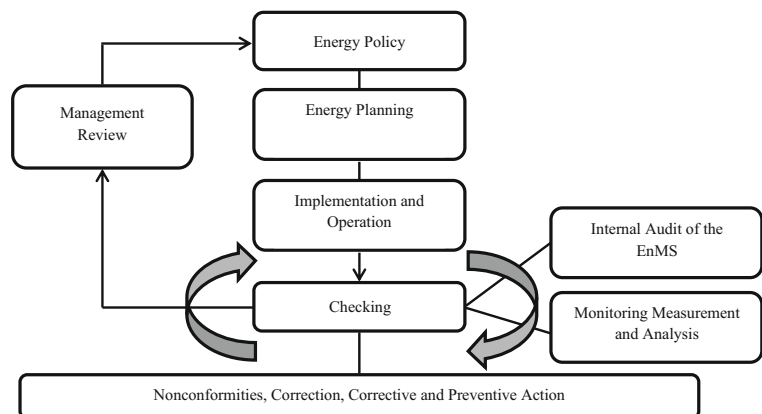 Energy Policy
Management
Review
Energy Planning
Implementation and
Operation
Internal Audit of the
EnMS
Checking
Monitoring Measurement
and Analysis
Nonconformities, Correction, Corrective and Preventive Action